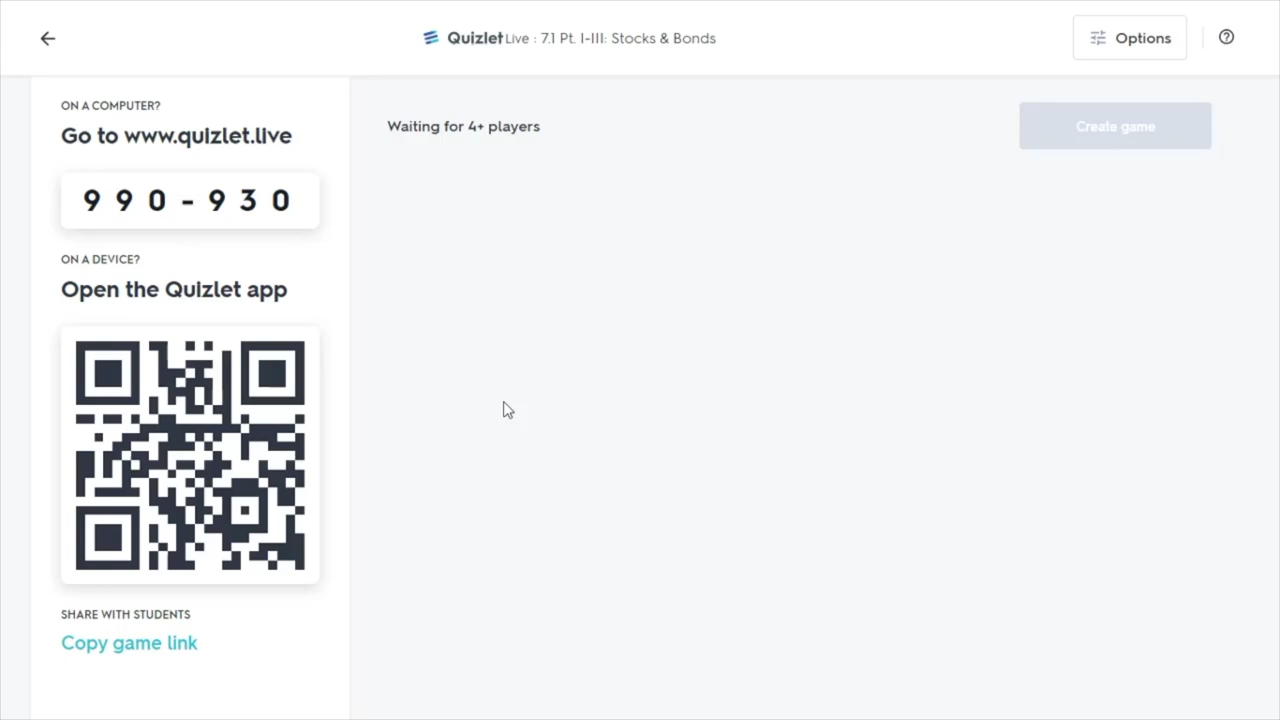 Quizlet Live : 7.1 Pt. I-III: Stocks & Bonds
Options
ON A COMPUTER?
Go to www.quizlet.live
990-930
ON A DEVICE?
Open the Quizlet app
SHARE WITH STUDENTS
Copy game link
Waiting for 4+ players
Create game